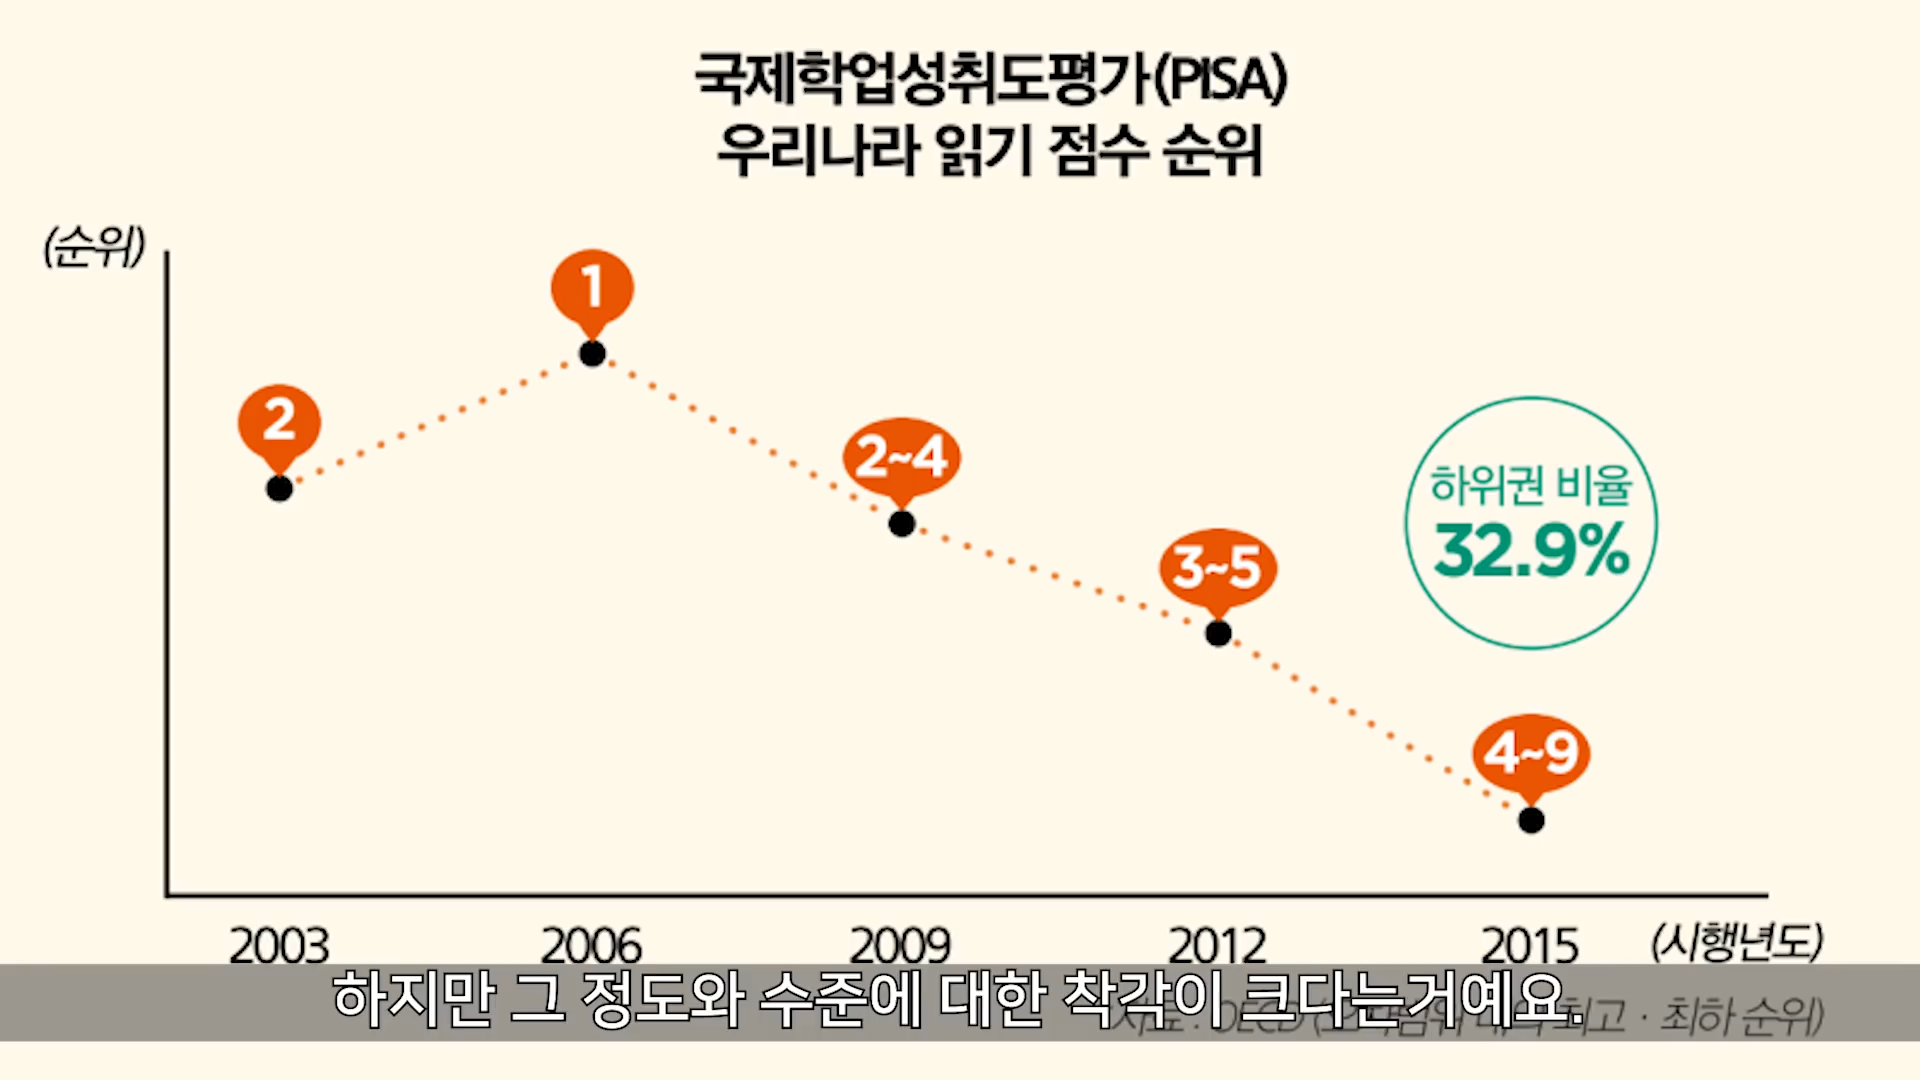 국제학업성취도평가(PISA)
우리나라 읽기 점수 순위
(순위)
1
2
2~4
3~5
4~9
하위권 비율
32.9%
2003 2006 2009 2012 2015 (시행년도)
하지만 그 정도와 수준에 대한 착각이 크다는거예요.
OECD 최고 · 최하 순위)